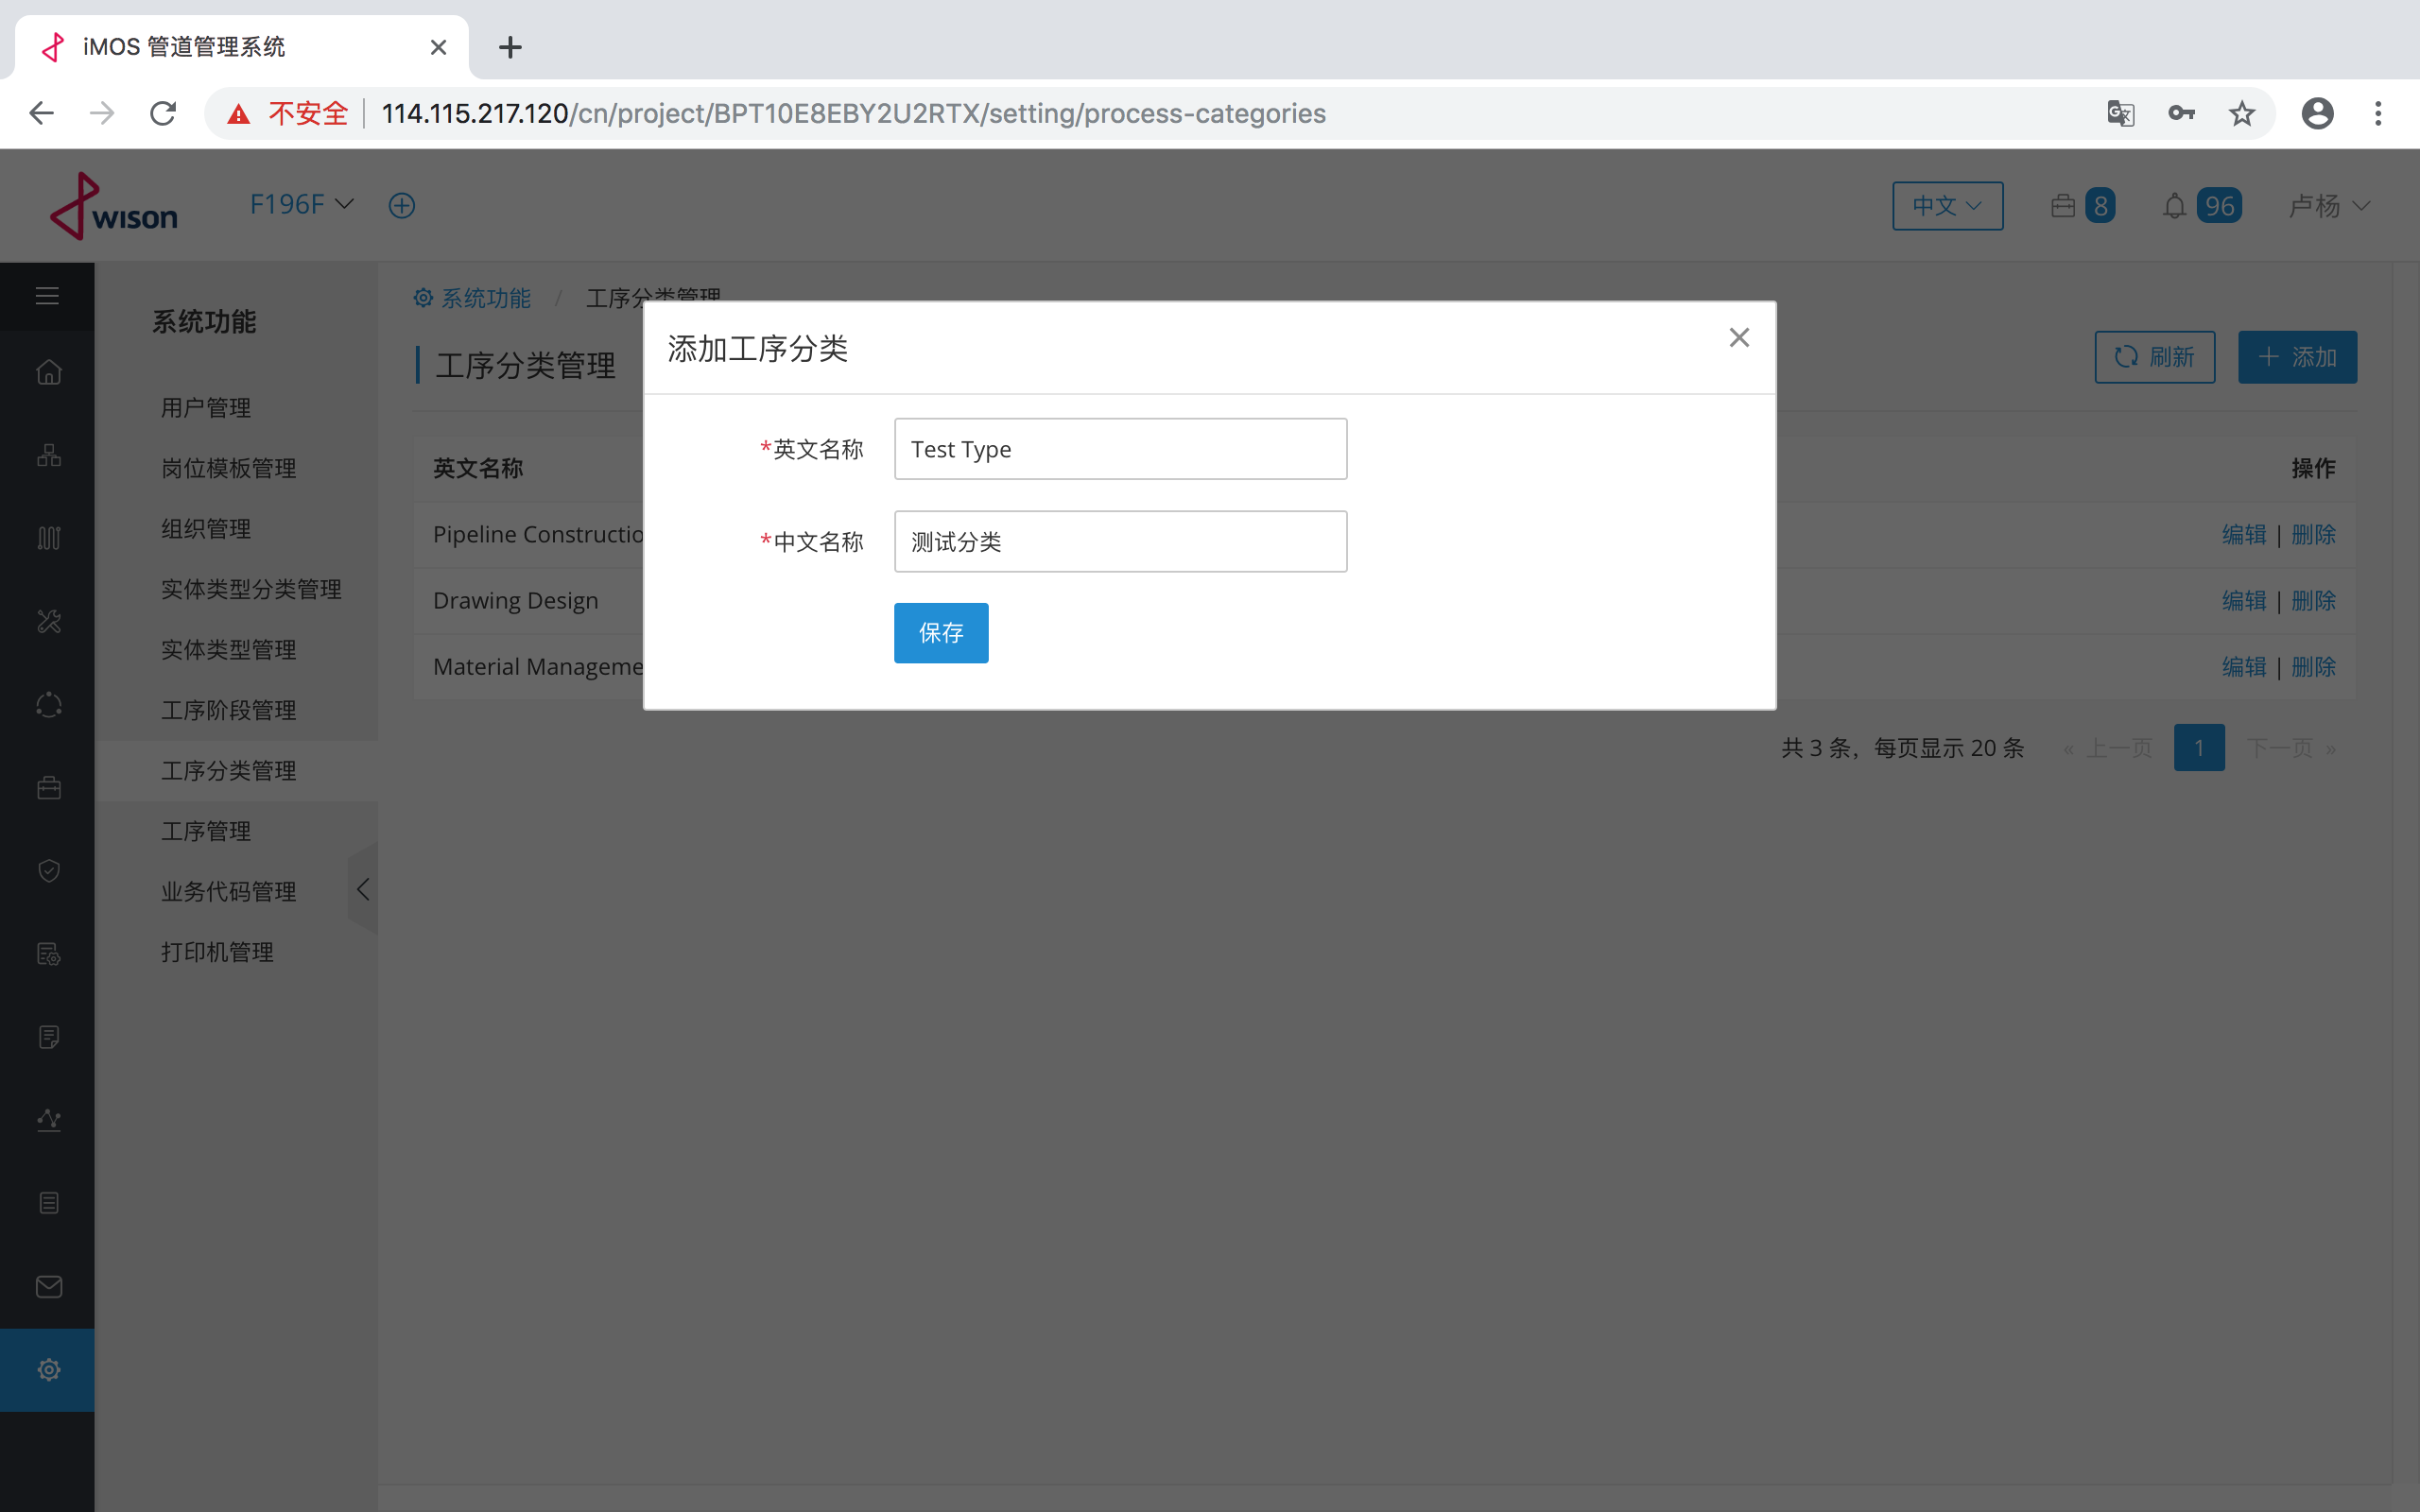 iMOS 管道管理系统
不安全 114.115.217.120/cn/project/BPT10E8EBY2U2RTX/setting/process-categories
wison F196F 中文 8 96 卢杨
系统功能
用户管理
岗位模板管理
组织管理
实体类型分类管理
实体类型管理
工序阶段管理
工序分类管理
工序管理
业务代码管理
打印机管理
系统功能 / 工序分类管理
工序分类管理 刷新 添加
英文名称 操作
Pipeline Constructio 编辑 | 删除
Drawing Design 编辑 | 删除
Material Manageme 编辑 | 删除
共 3 条，每页显示 20 条 « 上一页 1 下一页 »
添加工序分类
*英文名称 Test Type
*中文名称 测试分类
保存